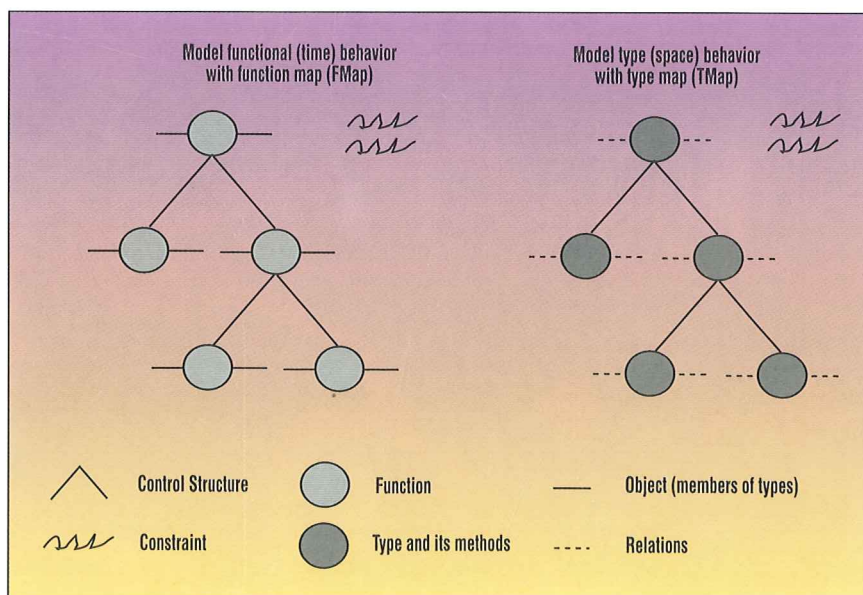 Model functional (time) behavior
with function map (FMap)
Model type (space) behavior
with type map (TMap)
Control Structure
Function
Object (members of types)
Constraint
Type and its methods
Relations